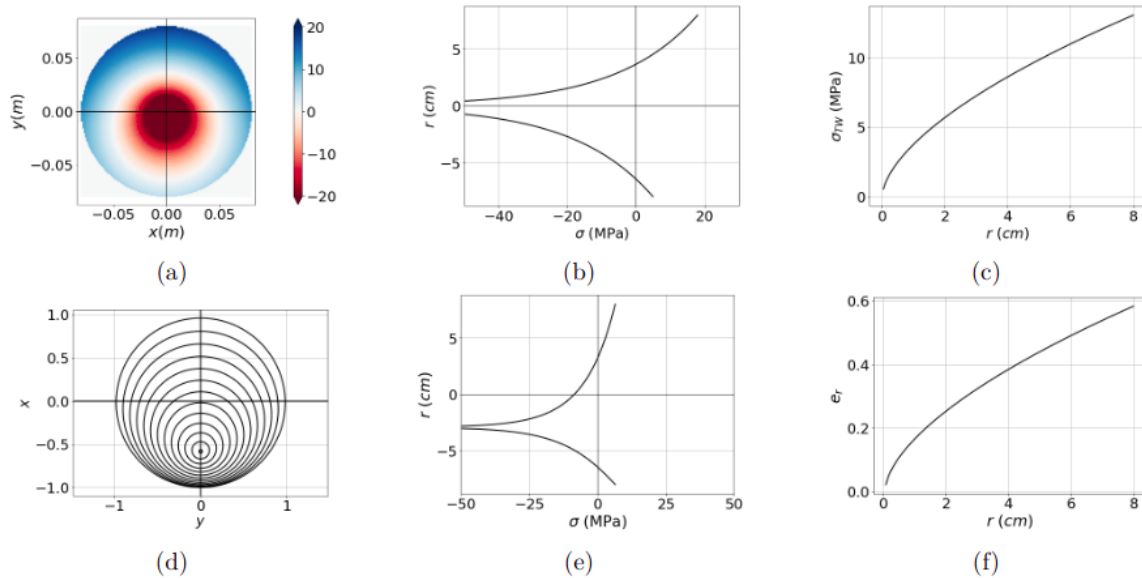 20
10
0
−10
−20
0.05
0.00
−0.05
y(m)
−0.05 0.00 0.05
x(m)
(a)
5
0
−5
r (cm)
−40 −20 0 20
σ (MPa)
(b)
10
5
0
σTW (MPa)
0 2 4 6 8
r (cm)
(c)
1.0
0.5
0.0
−0.5
−1.0
x
−1 0 1
y
(d)
5
0
−5
r (cm)
−50 −25 0 25 50
σ (MPa)
(e)
0.6
0.4
0.2
0.0
er
0 2 4 6 8
r (cm)
(f)